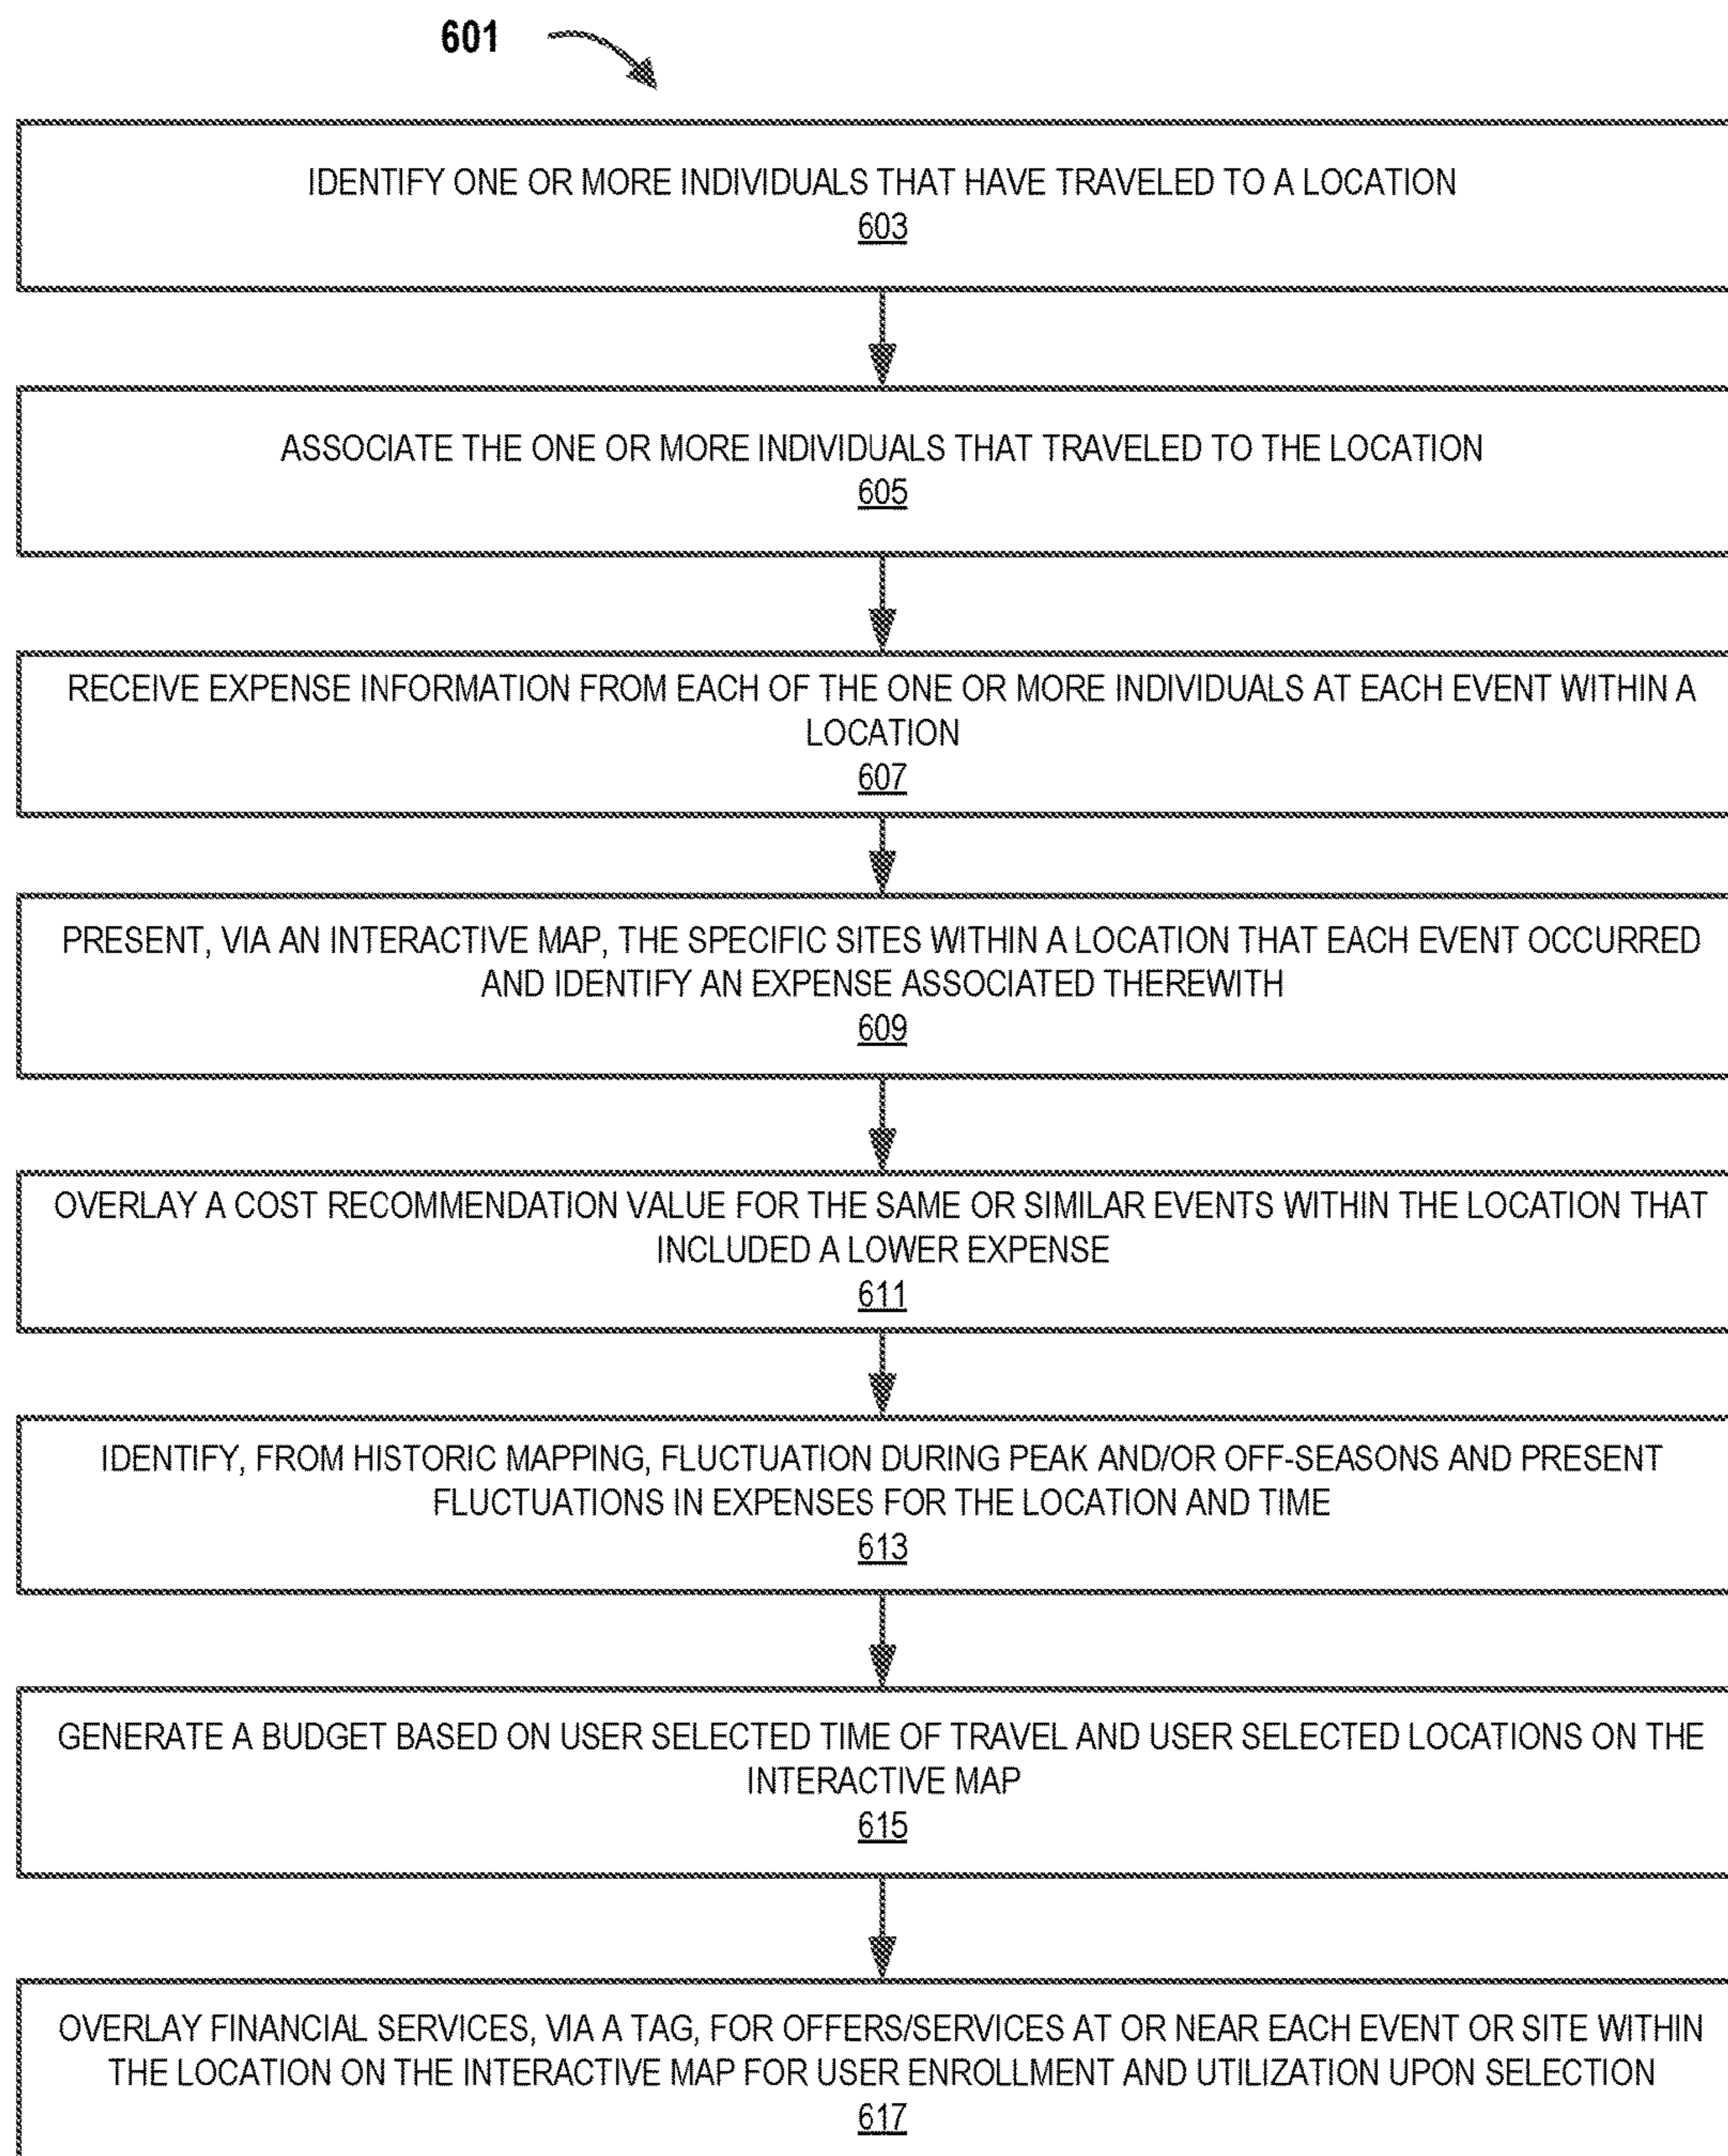 601
IDENTIFY ONE OR MORE INDIVIDUALS THAT HAVE TRAVELED TO A LOCATION
603
ASSOCIATE THE ONE OR MORE INDIVIDUALS THAT TRAVELED TO THE LOCATION
605
RECEIVE EXPENSE INFORMATION FROM EACH OF THE ONE OR MORE INDIVIDUALS AT EACH EVENT WITHIN A
LOCATION
607
PRESENT, VIA AN INTERACTIVE MAP, THE SPECIFIC SITES WITHIN A LOCATION THAT EACH EVENT OCCURRED
AND IDENTIFY AN EXPENSE ASSOCIATED THEREWITH
609
OVERLAY A COST RECOMMENDATION VALUE FOR THE SAME OR SIMILAR EVENTS WITHIN THE LOCATION THAT
INCLUDED A LOWER EXPENSE
611
IDENTIFY, FROM HISTORIC MAPPING, FLUCTUATION DURING PEAK AND/OR OFF-SEASONS AND PRESENT
FLUCTUATIONS IN EXPENSES FOR THE LOCATION AND TIME
613
GENERATE A BUDGET BASED ON USER SELECTED TIME OF TRAVEL AND USER SELECTED LOCATIONS ON THE
INTERACTIVE MAP
615
OVERLAY FINANCIAL SERVICES, VIA A TAG, FOR OFFERS/SERVICES AT OR NEAR EACH EVENT OR SITE WITHIN
THE LOCATION ON THE INTERACTIVE MAP FOR USER ENROLLMENT AND UTILIZATION UPON SELECTION
617